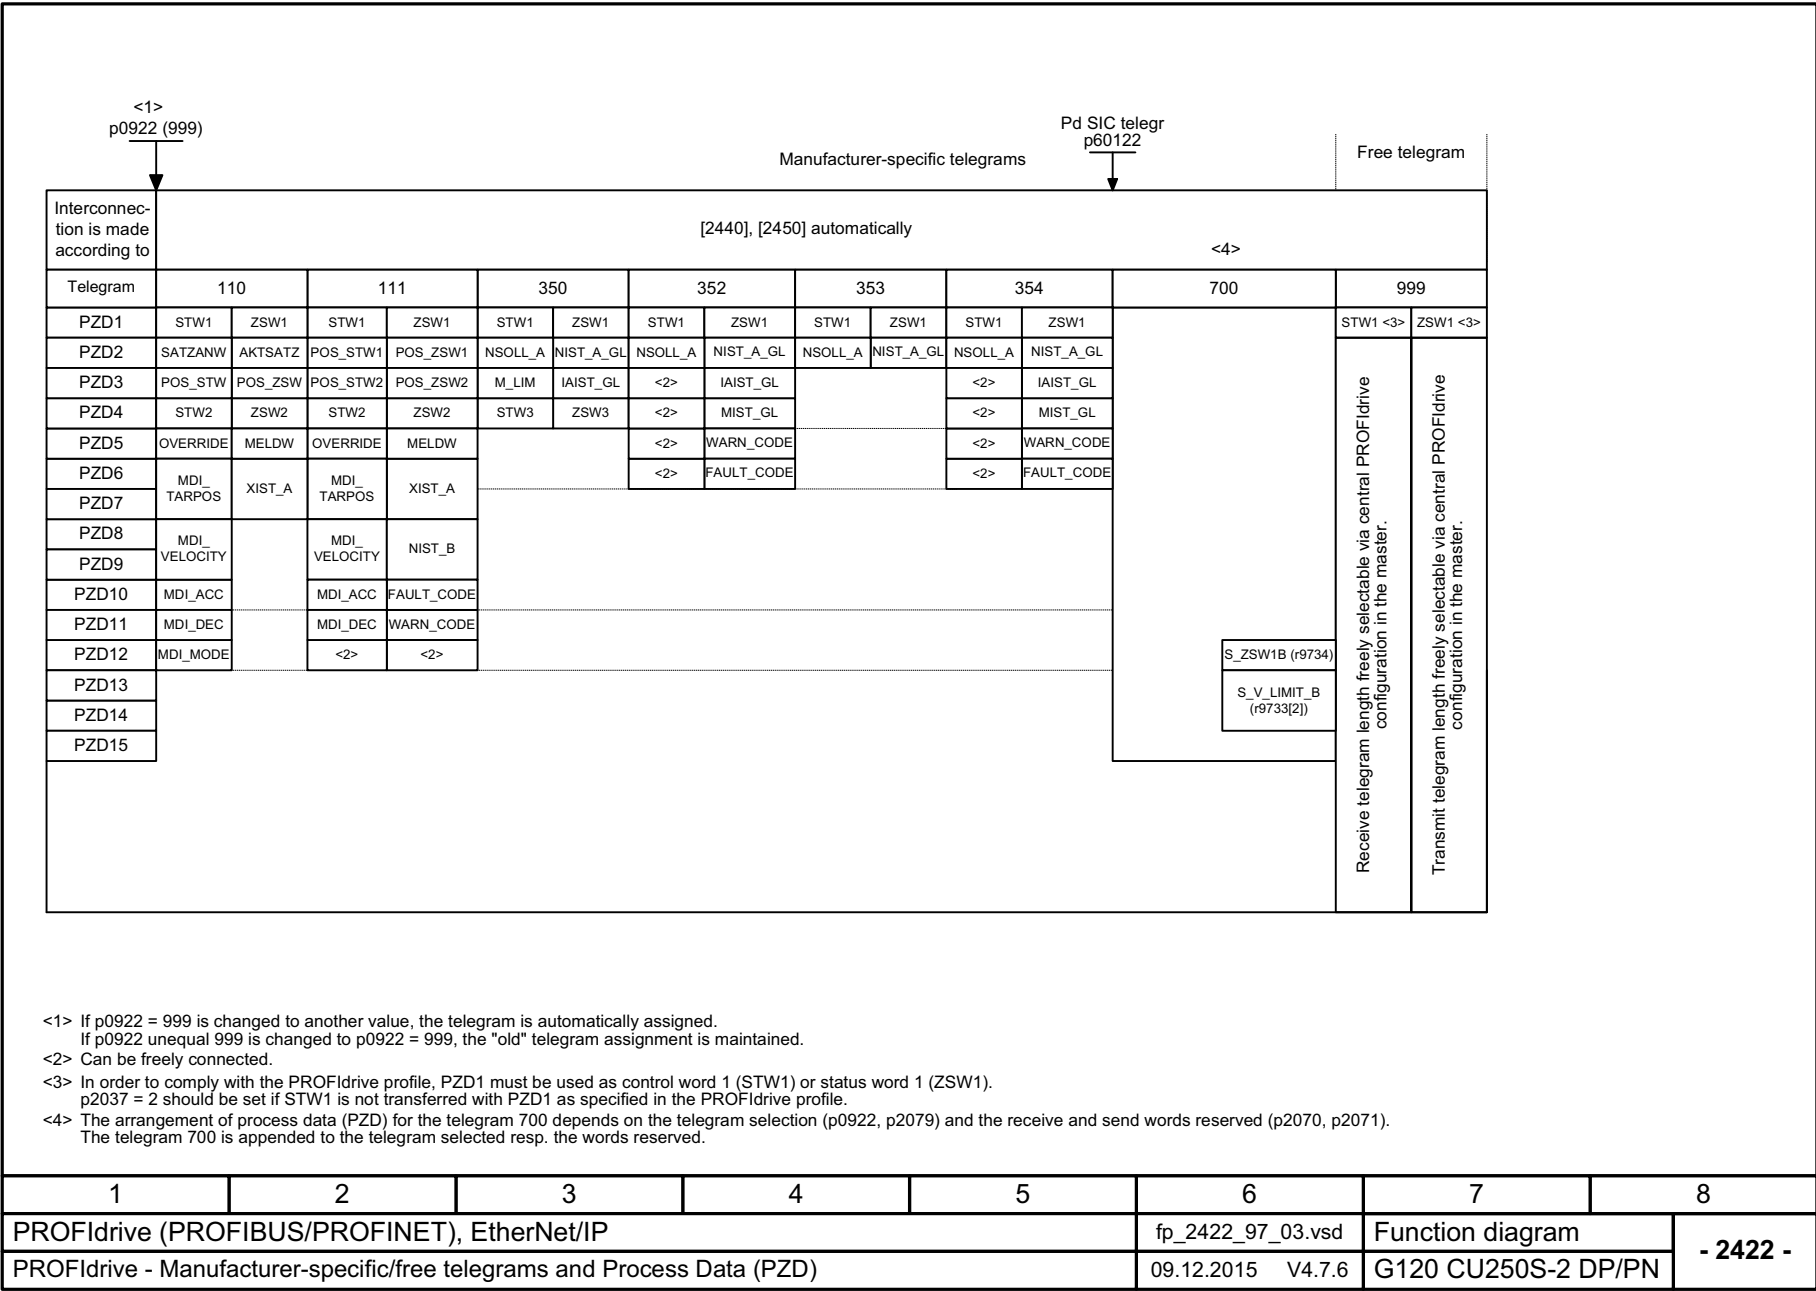 <1>
p0922 (999)
Pd SIC telegr
p60122
Manufacturer-specific telegrams
Free telegram
Interconnec-
tion is made
according to
[2440], [2450] automatically
<4>
Telegram 110 111 350 352 353 354 700 999
PZD1 STW1 ZSW1 STW1 ZSW1 STW1 ZSW1 STW1 ZSW1 STW1 ZSW1 STW1 ZSW1 STW1 <3> ZSW1 <3>
PZD2 SATZANW AKTSATZ POS_STW1 POS_ZSW1 NSOLL_A NIST_A_GL NSOLL_A NIST_A_GL NSOLL_A NIST_A_GL NSOLL_A NIST_A_GL
PZD3 POS_STW POS_ZSW POS_STW2 POS_ZSW2 M_LIM IAIST_GL <2> IAIST_GL <2> IAIST_GL
PZD4 STW2 ZSW2 STW2 ZSW2 STW3 ZSW3 <2> MIST_GL <2> MIST_GL
PZD5 OVERRIDE MELDW OVERRIDE MELDW <2> WARN_CODE <2> WARN_CODE
PZD6 <2> FAULT_CODE <2> FAULT_CODE
MDI_
TARPOS
XIST_A
MDI_
TARPOS
XIST_A
PZD7
PZD8
MDI_
VELOCITY
MDI_
VELOCITY
NIST_B
PZD9
PZD10 MDI_ACC MDI_ACC FAULT_CODE
PZD11 MDI_DEC MDI_DEC WARN_CODE
PZD12 MDI_MODE <2> <2> S_ZSW1B (r9734)
PZD13
S_V_LIMIT_B
(r9733[2])
PZD14
PZD15
Receive telegram length freely selectable via central PROFIdrive
configuration in the master.
Transmit telegram length freely selectable via central PROFIdrive
configuration in the master.
<1> If p0922 = 999 is changed to another value, the telegram is automatically assigned.
If p0922 unequal 999 is changed to p0922 = 999, the "old" telegram assignment is maintained.
<2> Can be freely connected.
<3> In order to comply with the PROFIdrive profile, PZD1 must be used as control word 1 (STW1) or status word 1 (ZSW1).
p2037 = 2 should be set if STW1 is not transferred with PZD1 as specified in the PROFIdrive profile.
<4> The arrangement of process data (PZD) for the telegram 700 depends on the telegram selection (p0922, p2079) and the receive and send words reserved (p2070, p2071).
The telegram 700 is appended to the telegram selected resp. the words reserved.
1 2 3 4 5 6 7 8
PROFIdrive (PROFIBUS/PROFINET), EtherNet/IP fp_2422_97_03.vsd Function diagram
- 2422 -
PROFIdrive - Manufacturer-specific/free telegrams and Process Data (PZD) 09.12.2015 V4.7.6 G120 CU250S-2 DP/PN